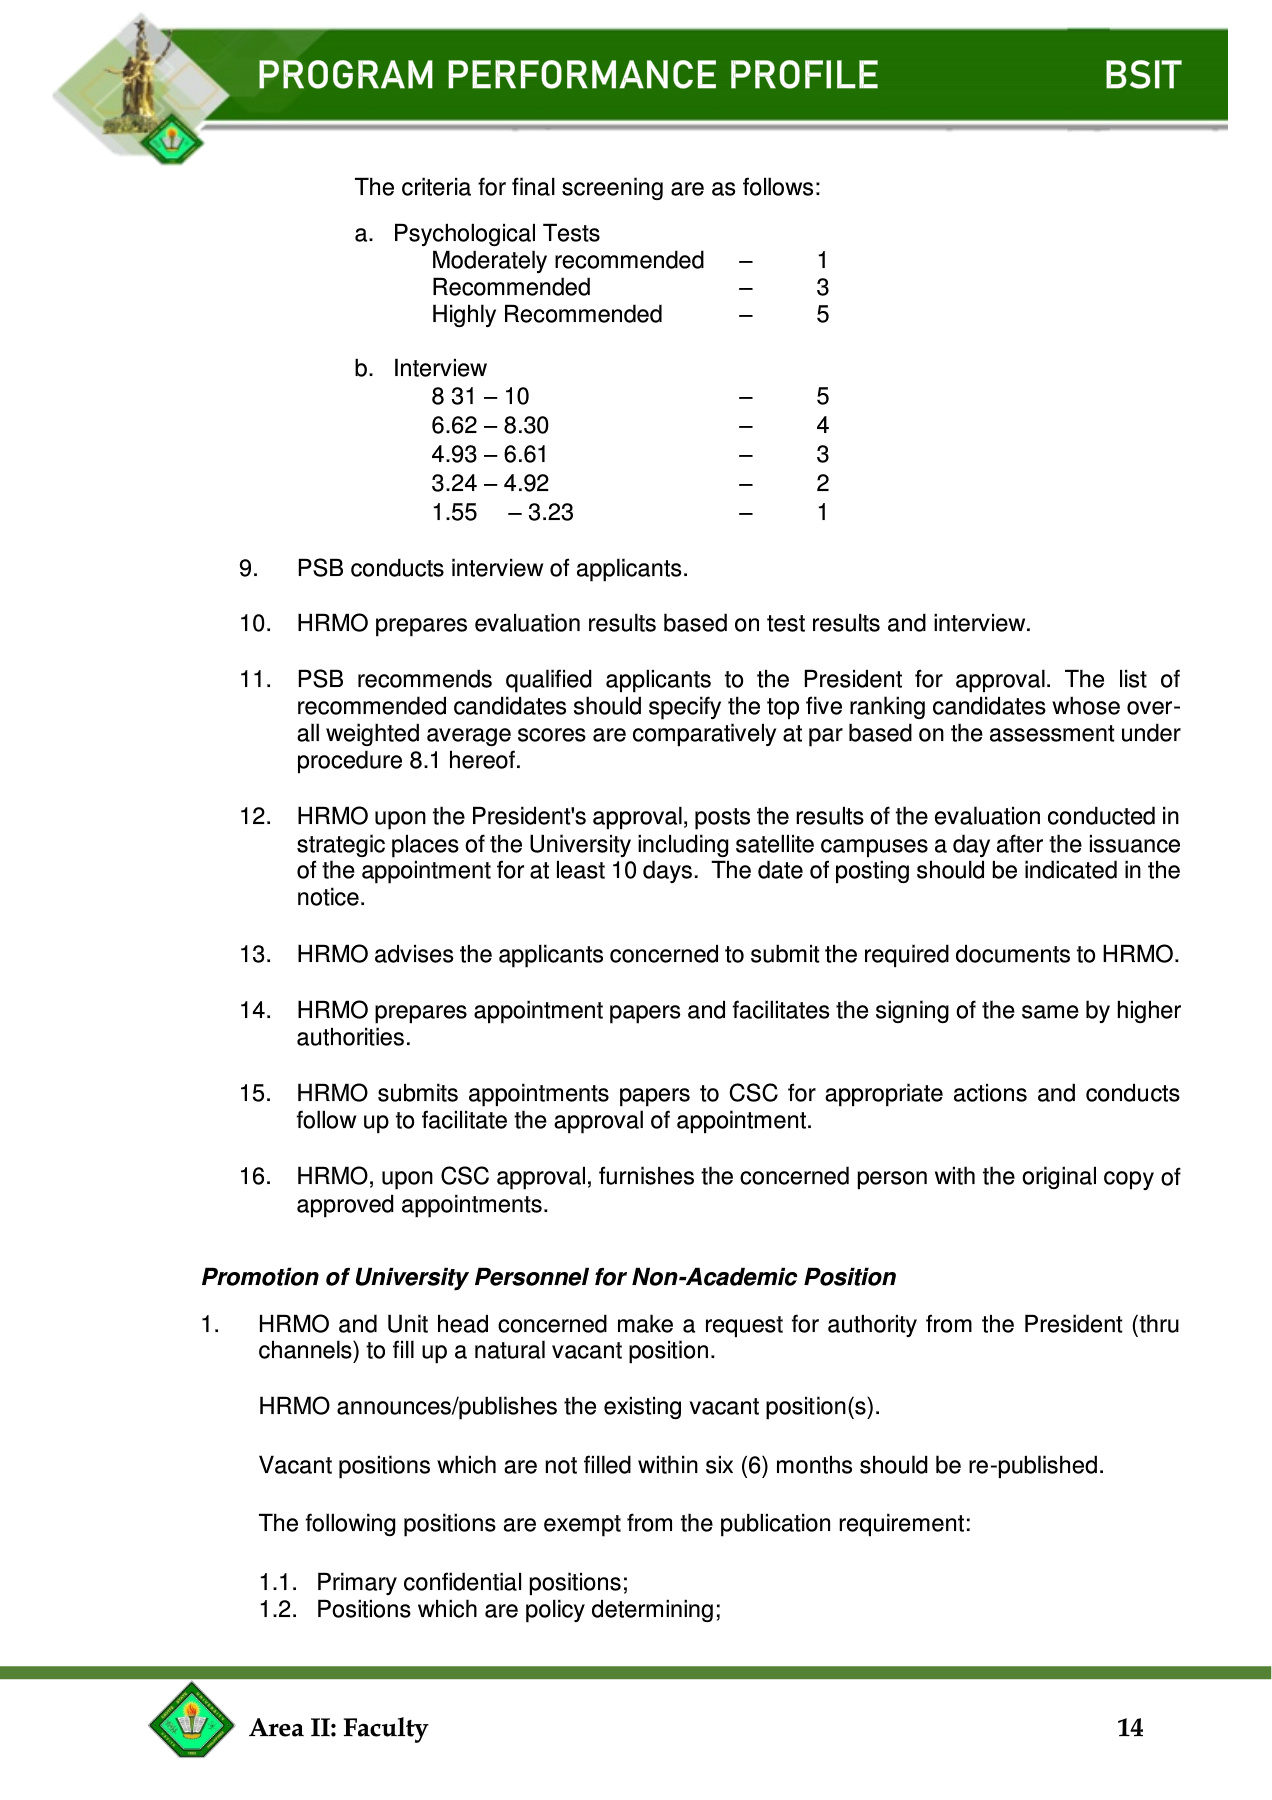 PROGRAM PERFORMANCE PROFILE BSIT
The criteria for final screening are as follows:
a. Psychological Tests
Moderately recommended – 1
Recommended – 3
Highly Recommended – 5
b. Interview
8 31 – 10 – 5
6.62 – 8.30 – 4
4.93 – 6.61 – 3
3.24 – 4.92 – 2
1.55 – 3.23 – 1
9. PSB conducts interview of applicants.
10. HRMO prepares evaluation results based on test results and interview.
11. PSB recommends qualified applicants to the President for approval. The list of
recommended candidates should specify the top five ranking candidates whose over-
all weighted average scores are comparatively at par based on the assessment under
procedure 8.1 hereof.
12. HRMO upon the President's approval, posts the results of the evaluation conducted in
strategic places of the University including satellite campuses a day after the issuance
of the appointment for at least 10 days. The date of posting should be indicated in the
notice.
13. HRMO advises the applicants concerned to submit the required documents to HRMO.
14. HRMO prepares appointment papers and facilitates the signing of the same by higher
authorities.
15. HRMO submits appointments papers to CSC for appropriate actions and conducts
follow up to facilitate the approval of appointment.
16. HRMO, upon CSC approval, furnishes the concerned person with the original copy of
approved appointments.
Promotion of University Personnel for Non-Academic Position
1. HRMO and Unit head concerned make a request for authority from the President (thru
channels) to fill up a natural vacant position.
HRMO announces/publishes the existing vacant position(s).
Vacant positions which are not filled within six (6) months should be re-published.
The following positions are exempt from the publication requirement:
1.1. Primary confidential positions;
1.2. Positions which are policy determining;
Area II: Faculty 14